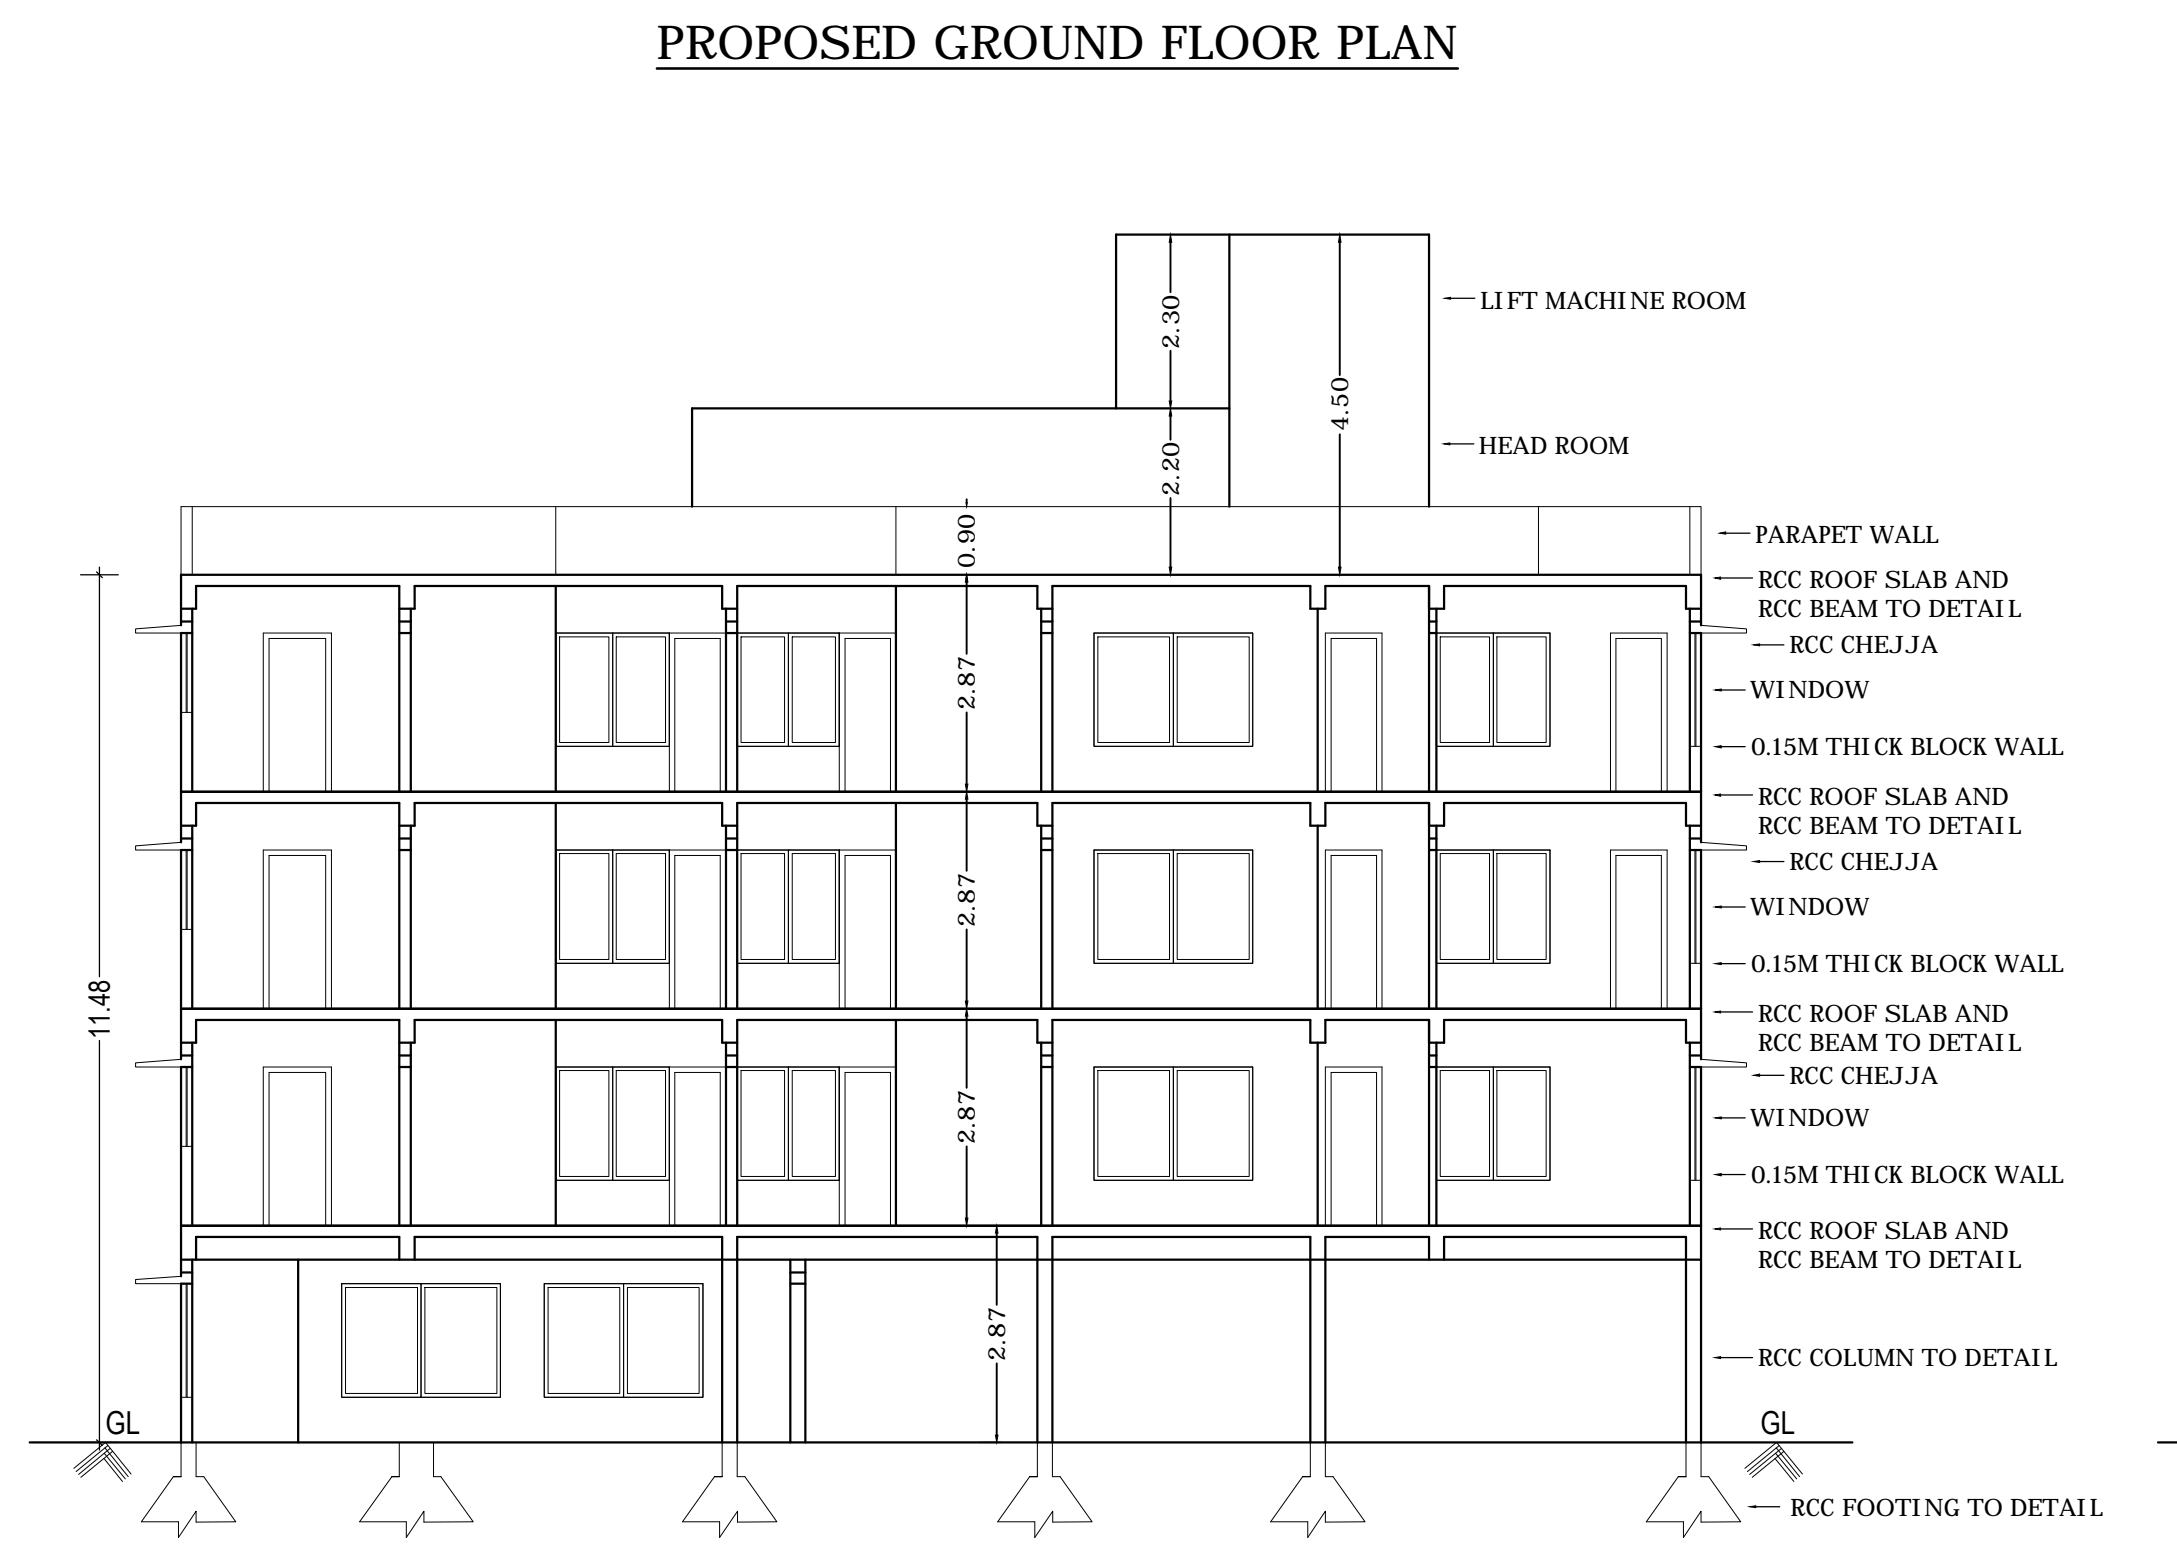 PROPOSED GROUND FLOOR PLAN
2.30
LIFT MACHINE ROOM
4.50
2.20
HEAD ROOM
0.90
PARAPET WALL
RCC ROOF SLAB AND
RCC BEAM TO DETAIL
RCC CHEJJA
2.87
WINDOW
0.15M THICK BLOCK WALL
RCC ROOF SLAB AND
RCC BEAM TO DETAIL
RCC CHEJJA
2.87
WINDOW
0.15M THICK BLOCK WALL
11.48
RCC ROOF SLAB AND
RCC BEAM TO DETAIL
RCC CHEJJA
2.87
WINDOW
0.15M THICK BLOCK WALL
RCC ROOF SLAB AND
RCC BEAM TO DETAIL
2.87
RCC COLUMN TO DETAIL
GL
GL
RCC FOOTING TO DETAIL